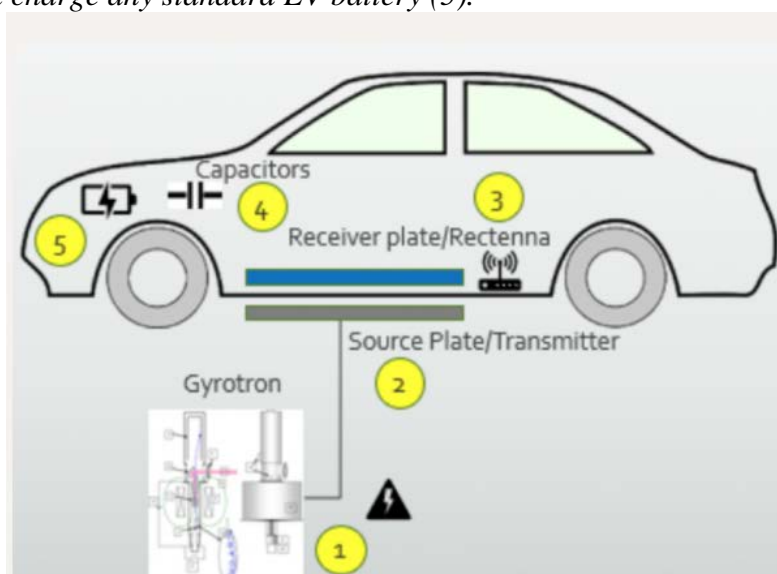 charge any standard EV battery (5).
Capacitors
4
3
5
Receiver plate/Rectenna
Source Plate/Transmitter
2
Gyrotron
1